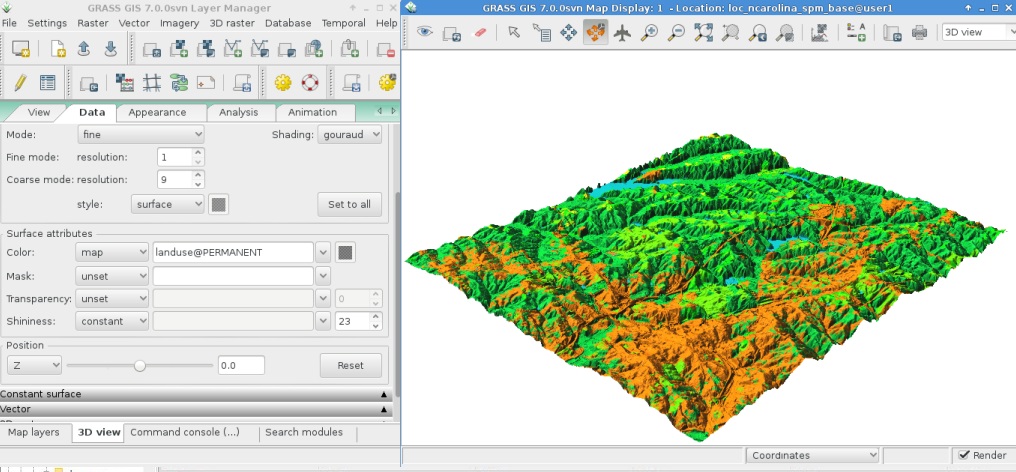 GRASS GIS 7.0.0svn Layer Manager
File Settings Raster Vector Imagery 3D raster Database Temporal Help
View Data Appearance Analysis Animation
Mode: fine Shading: gouraud
Fine mode: resolution: 1
Coarse mode: resolution: 9
style: surface Set to all
Surface attributes
Color: map landuse@PERMANENT
Mask: unset
Transparency: unset 0
Shininess: constant 23
Position
Z 0.0 Reset
Constant surface
Vector
Map layers 3D view Command console (...) Search modules
GRASS GIS 7.0.0svn Map Display: 1 - Location: loc_ncarolina_spm_base@user1
3D view
Coordinates Render